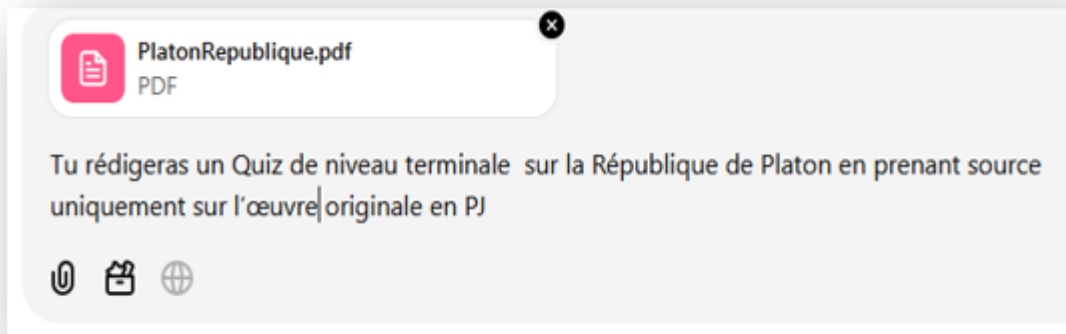 PlatonRepublique.pdf
PDF
Tu rédigeras un Quiz de niveau terminale  sur la République de Platon en prenant source
uniquement sur l'œuvre originale en PJ